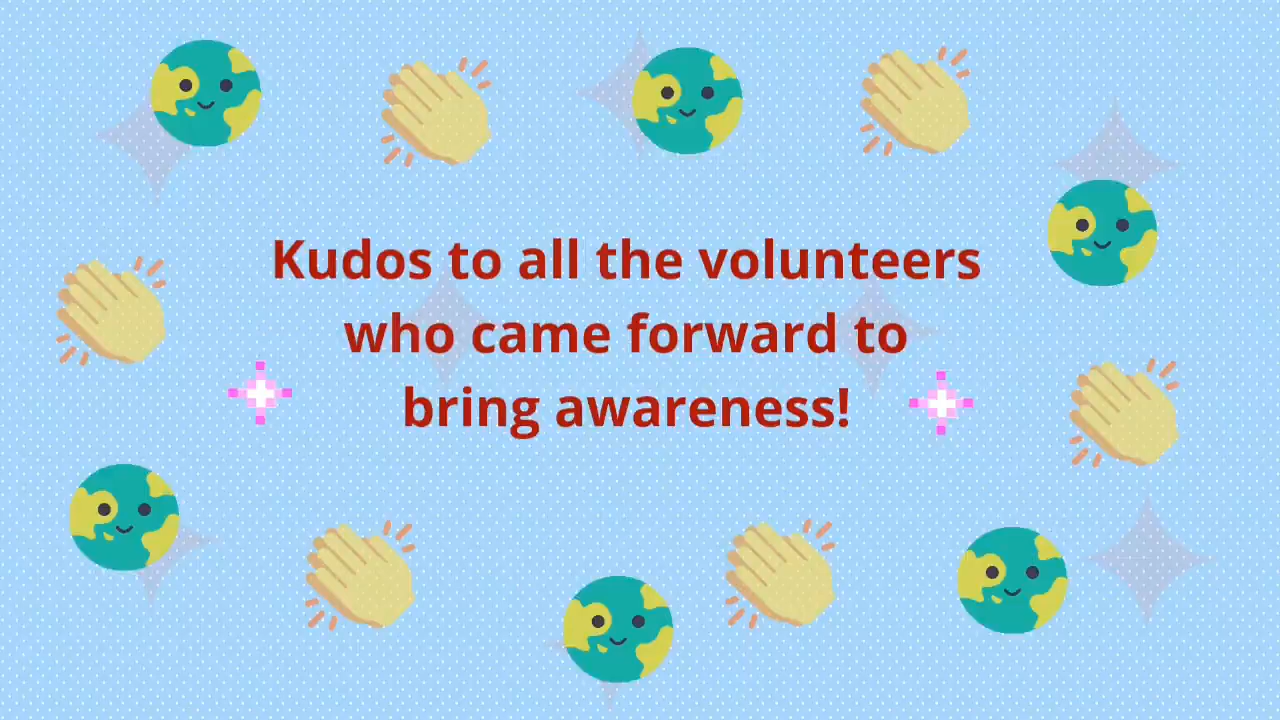 Kudos to all the volunteers
who came forward to
bring awareness!